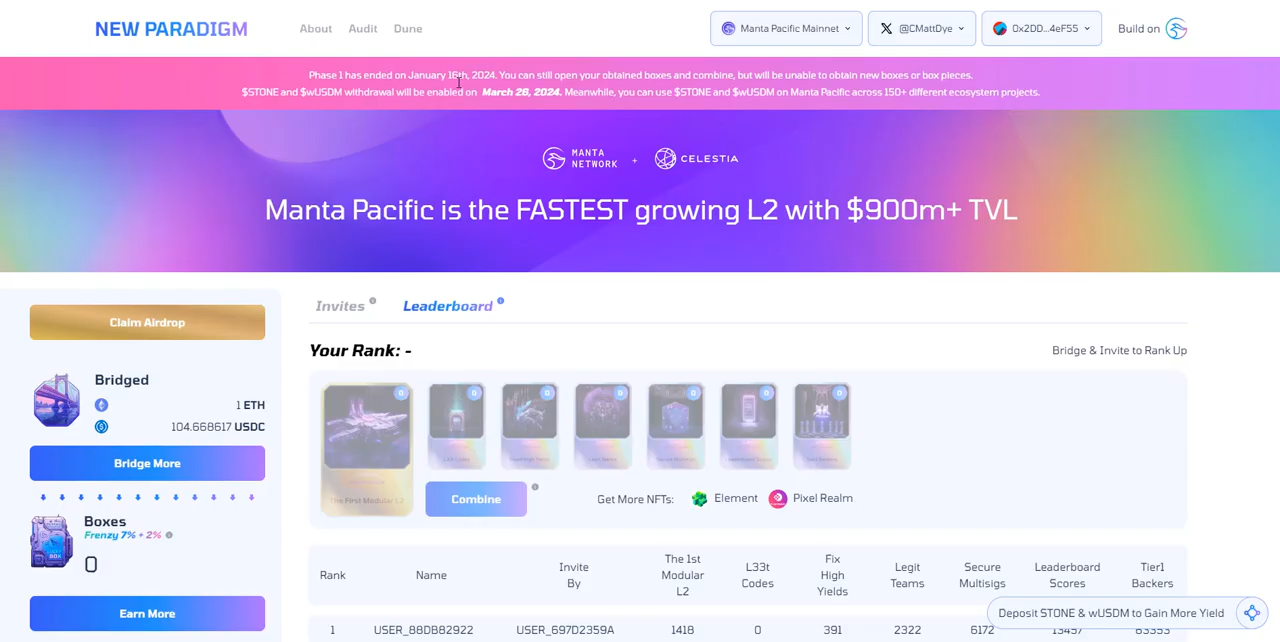 NEW PARADIGM
About
Audit
Dune
Manta Pacific Mainnet
@CMattDye
0x2DD...4eF55
Build on
Phase 1 has ended on January 16th, 2024. You can still open your obtained boxes and combine, but will be unable to obtain new boxes or box pieces.
$STONE and $wUSDM withdrawal will be enabled on March 28, 2024. Meanwhile, you can use $STONE and $wUSDM on Manta Pacific across 150+ different ecosystem projects.
MANTA NETWORK + CELESTIA
Manta Pacific is the FASTEST growing L2 with $900m+ TVL
Claim Airdrop
Bridged
1 ETH
104.668617 USDC
Bridge More
Boxes
Frenzy 7% + 2%
0
Earn More
Invites
Leaderboard
Your Rank: -
Bridge & Invite to Rank Up
0 0 0 0 0 0 0
The First Modular L2
Combine
Get More NFTs:
Element
Pixel Realm
Rank
Name
Invite By
The 1st Modular L2
L33t Codes
Fix High Yields
Legit Teams
Secure Multisigs
Leaderboard Scores
Tier1 Backers
1 USER_88DB82922 USER_697D2359A 1418 0 391 2322 6172 13457 63353
Deposit STONE & wUSDM to Gain More Yield